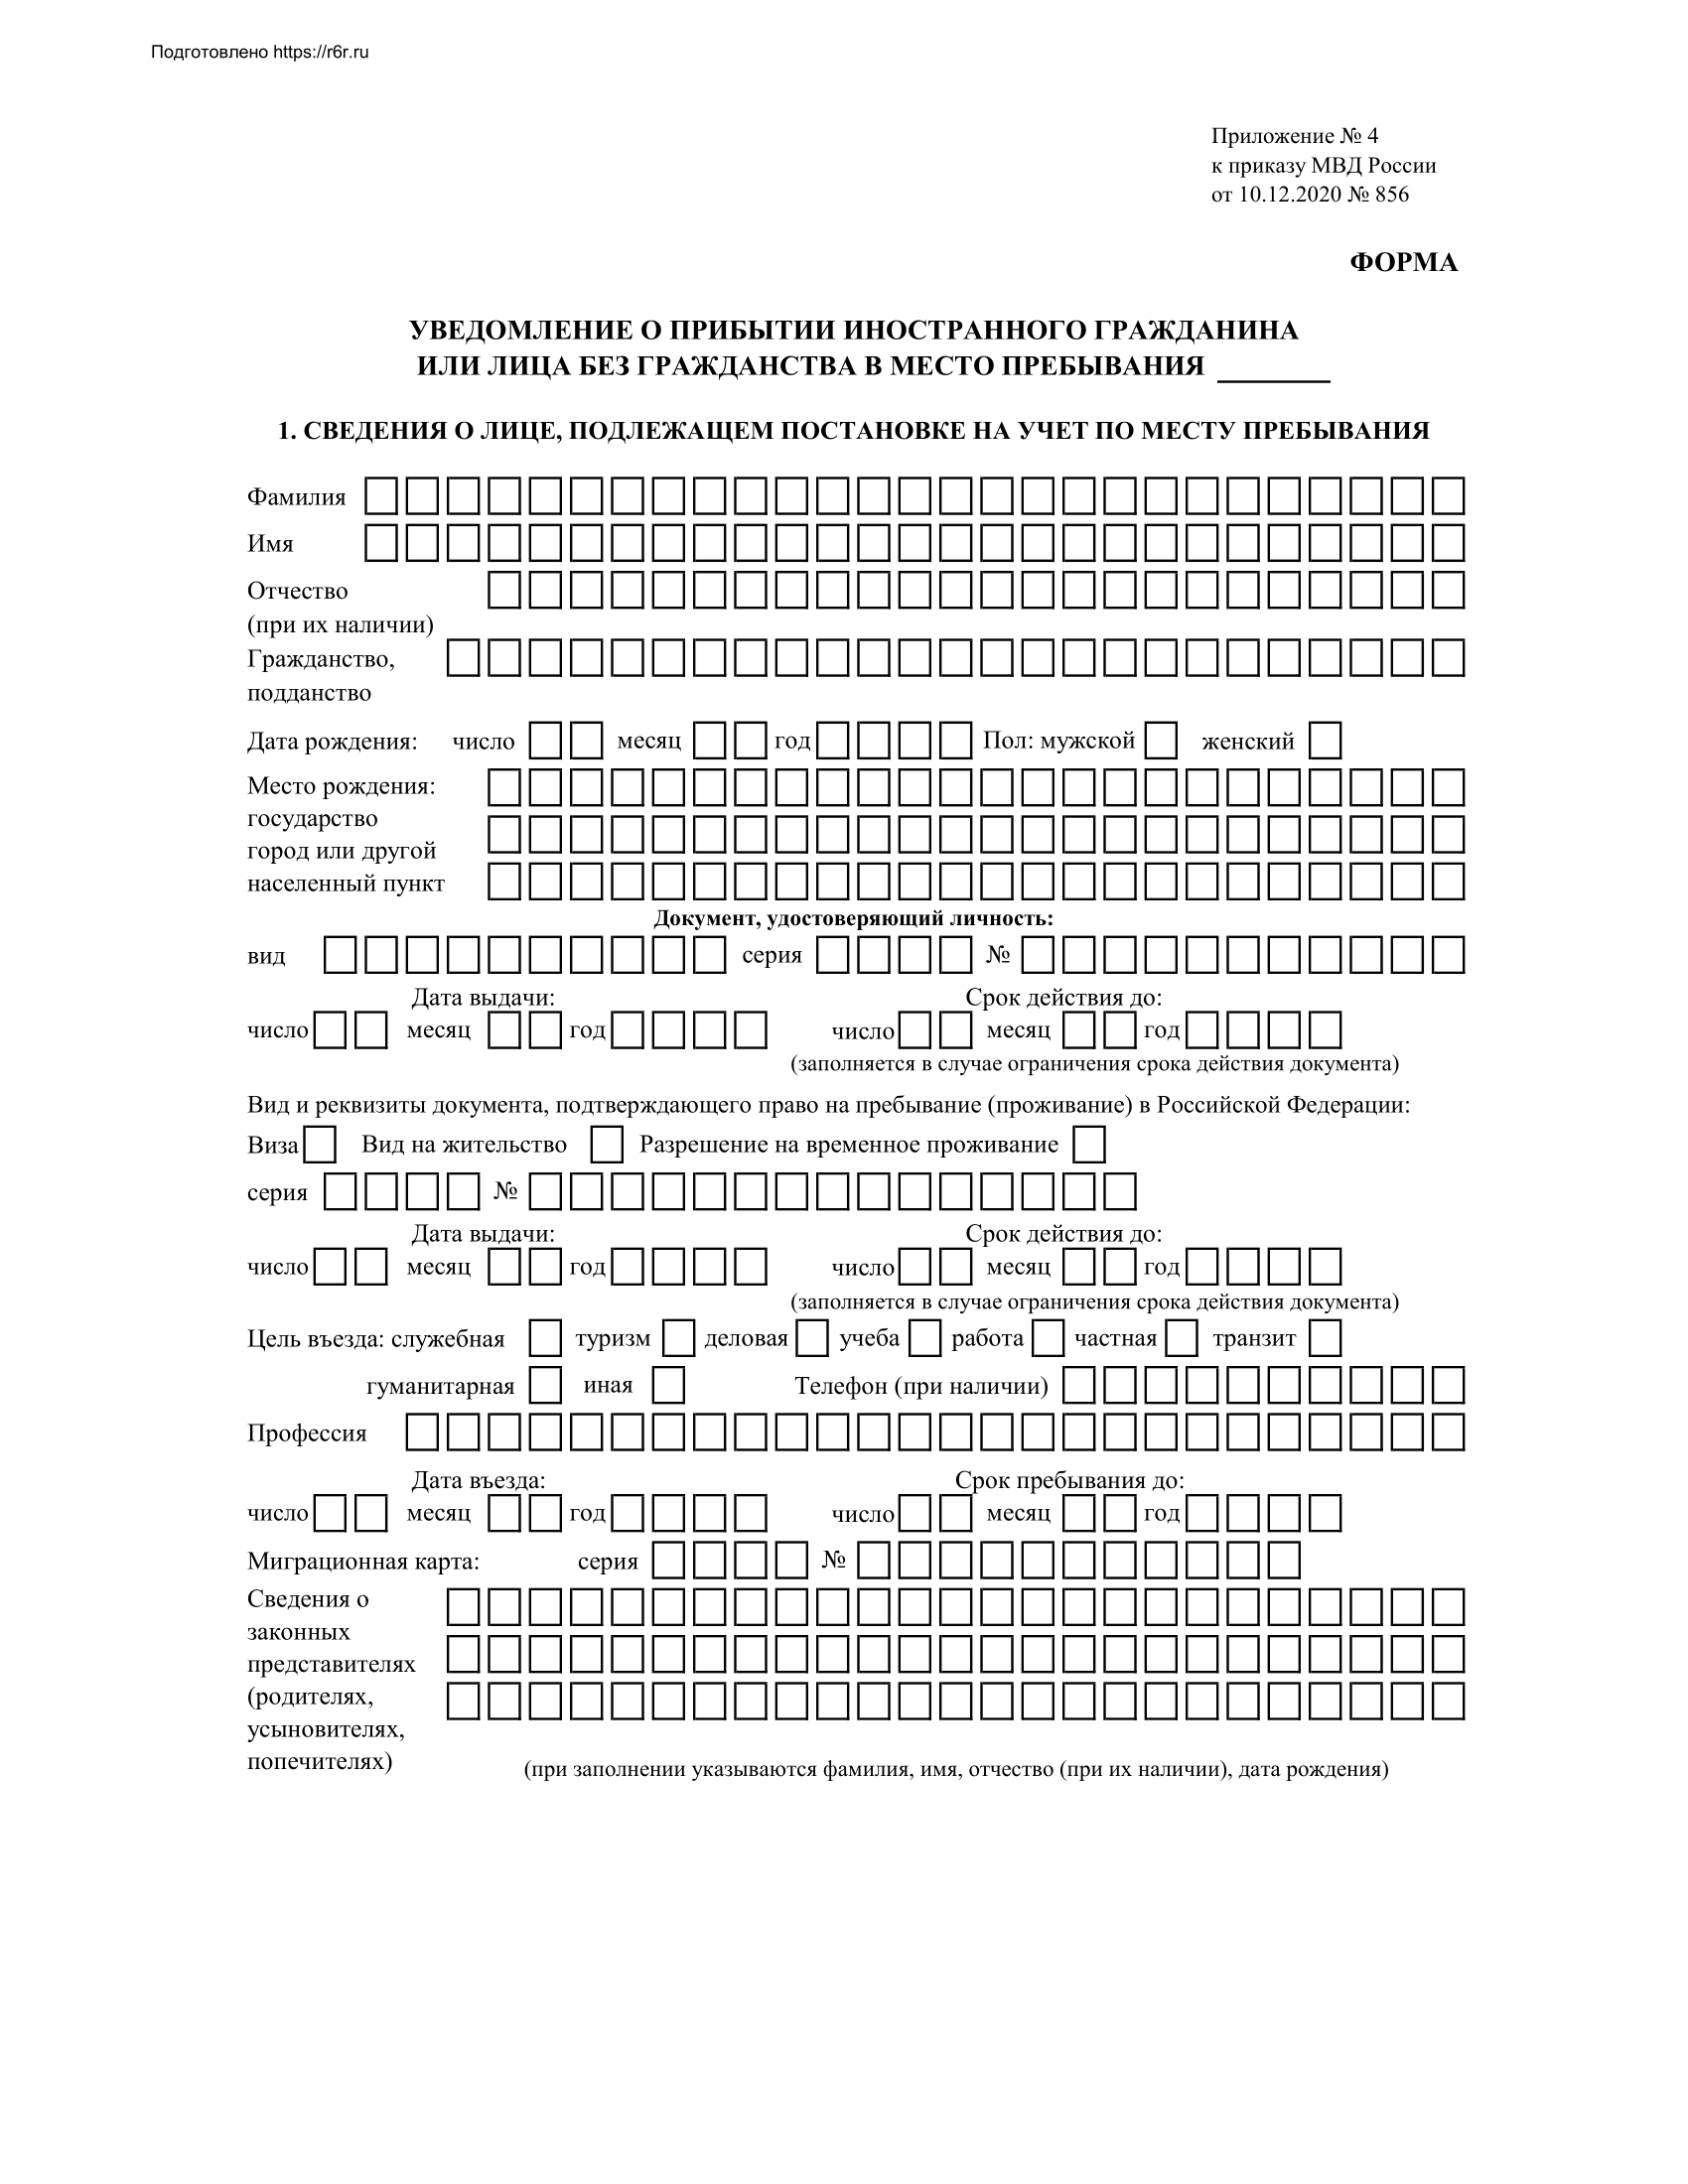 Подготовлено https://r6r.ru
Приложение № 4
к приказу МВД России
от 10.12.2020 № 856
ФОРМА
УВЕДОМЛЕНИЕ О ПРИБЫТИИ ИНОСТРАННОГО ГРАЖДАНИНА
ИЛИ ЛИЦА БЕЗ ГРАЖДАНСТВА В МЕСТО ПРЕБЫВАНИЯ ________
1. СВЕДЕНИЯ О ЛИЦЕ, ПОДЛЕЖАЩЕМ ПОСТАНОВКЕ НА УЧЕТ ПО МЕСТУ ПРЕБЫВАНИЯ
Фамилия
Имя
Отчество
(при их наличии)
Гражданство,
подданство
Дата рождения: число месяц год Пол: мужской женский
Место рождения:
государство
город или другой
населенный пункт
Документ, удостоверяющий личность:
вид серия №
Дата выдачи: Срок действия до:
число месяц год число месяц год
(заполняется в случае ограничения срока действия документа)
Вид и реквизиты документа, подтверждающего право на пребывание (проживание) в Российской Федерации:
Виза Вид на жительство Разрешение на временное проживание
серия №
Дата выдачи: Срок действия до:
число месяц год число месяц год
(заполняется в случае ограничения срока действия документа)
Цель въезда: служебная туризм деловая учеба работа частная транзит
гуманитарная иная Телефон (при наличии)
Профессия
Дата въезда: Срок пребывания до:
число месяц год число месяц год
Миграционная карта: серия №
Сведения о
законных
представителях
(родителях,
усыновителях,
попечителях)
(при заполнении указываются фамилия, имя, отчество (при их наличии), дата рождения)